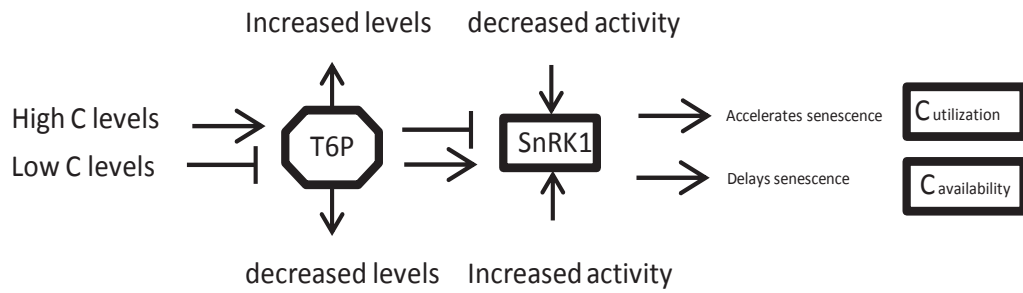 Increased levels
decreased activity
High C levels
Low C levels
T6P
SnRK1
Accelerates senescence
C utilization
Delays senescence
C availability
decreased levels
Increased activity